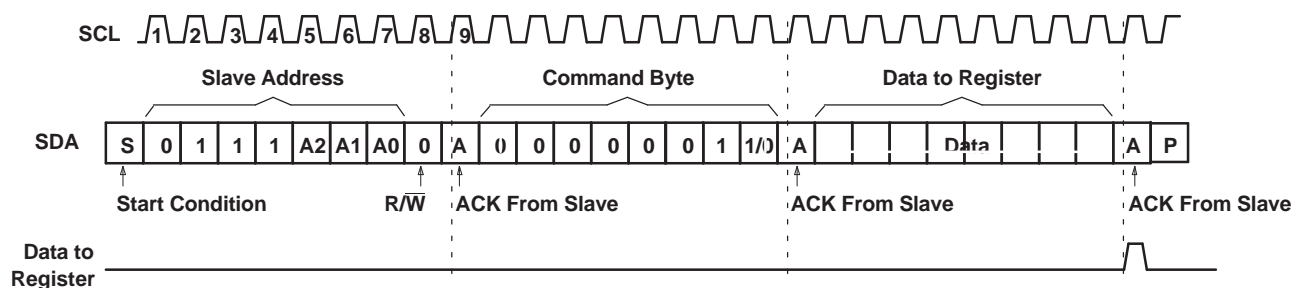 SCL 1 2 3 4 5 6 7 8 9
Slave Address Command Byte Data to Register
SDA S 0 1 1 1 A2 A1 A0 0 A 0 0 0 0 0 0 1 1/0 A Data A P
Start Condition R/W̅ ACK From Slave ACK From Slave ACK From Slave
Data to
Register